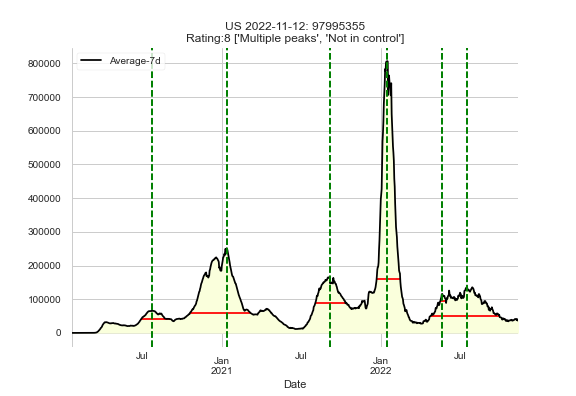 US 2022-11-12: 97995355
Rating:8 ['Multiple peaks', 'Not in control']
Average-7d
800000
700000
600000
500000
400000
300000
200000
100000
0
Jul
Jan
2021
Jul
Jan
2022
Jul
Date